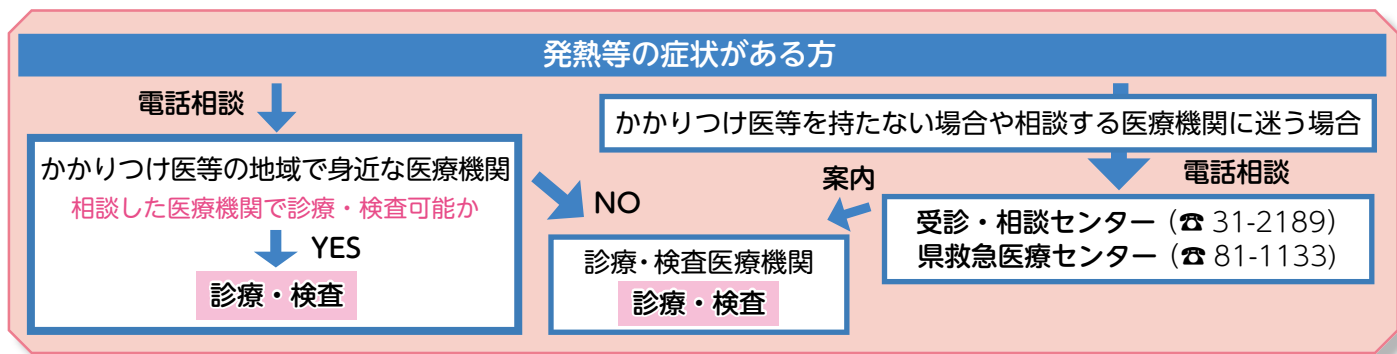 発熱等の症状がある方
電話相談
かかりつけ医等の地域で身近な医療機関
相談した医療機関で診療・検査可能か
YES
診療・検査
NO
診療・検査医療機関
診療・検査
かかりつけ医等を持たない場合や相談する医療機関に迷う場合
電話相談
案内
受診・相談センター（☎ 31-2189）
県救急医療センター（☎ 81-1133）